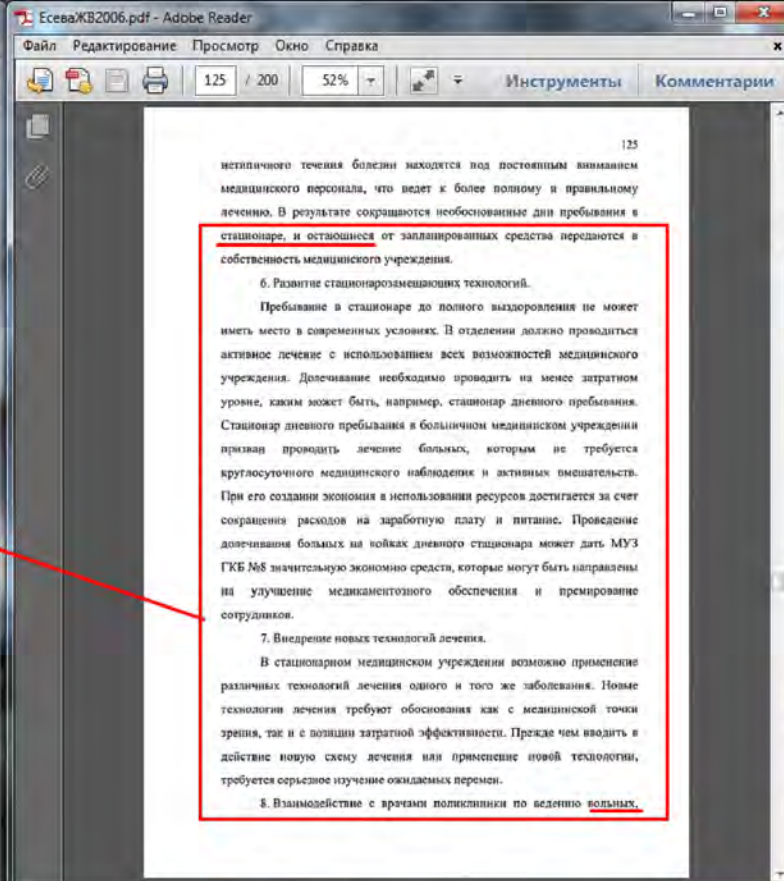 ЕсеваЖВ2006.pdf - Adobe Reader
Файл Редактирование Просмотр Окно Справка
125 / 200 52% Инструменты Комментарии
125
нетипичного течения болезни находятся под постоянным вниманием
медицинского персонала, что ведет к более полному и правильному
лечению. В результате сокращаются необоснованные дни пребывания в
стационаре, и остающиеся от запланированных средства передаются в
собственность медицинского учреждения.
6. Развитие стационарозамещающих технологий.
Пребывание в стационаре до полного выздоровления не может
иметь место в современных условиях. В отделении должно проводиться
активное лечение с использованием всех возможностей медицинского
учреждения. Долечивание необходимо проводить на менее затратном
уровне, каким может быть, например, стационар дневного пребывания.
Стационар дневного пребывания в больничном медицинском учреждении
призван проводить лечение больных, которым не требуется
круглосуточного медицинского наблюдения и активных вмешательств.
При его создании экономия в использовании ресурсов достигается за счет
сокращения расходов на заработную плату и питание. Проведение
долечивания больных на койках дневного стационара может дать МУЗ
ГКБ №8 значительную экономию средств, которые могут быть направлены
на улучшение медикаментозного обеспечения и премирование
сотрудников.
7. Внедрение новых технологий лечения.
В стационарном медицинском учреждении возможно применение
различных технологий лечения одного и того же заболевания. Новые
технологии лечения требуют обоснования как с медицинской точки
зрения, так и с позиции затратной эффективности. Прежде чем вводить в
действие новую схему лечения или применение новой технологии,
требуется серьезное изучение ожидаемых перемен.
8. Взаимодействие с врачами поликлиники по ведению вольных,